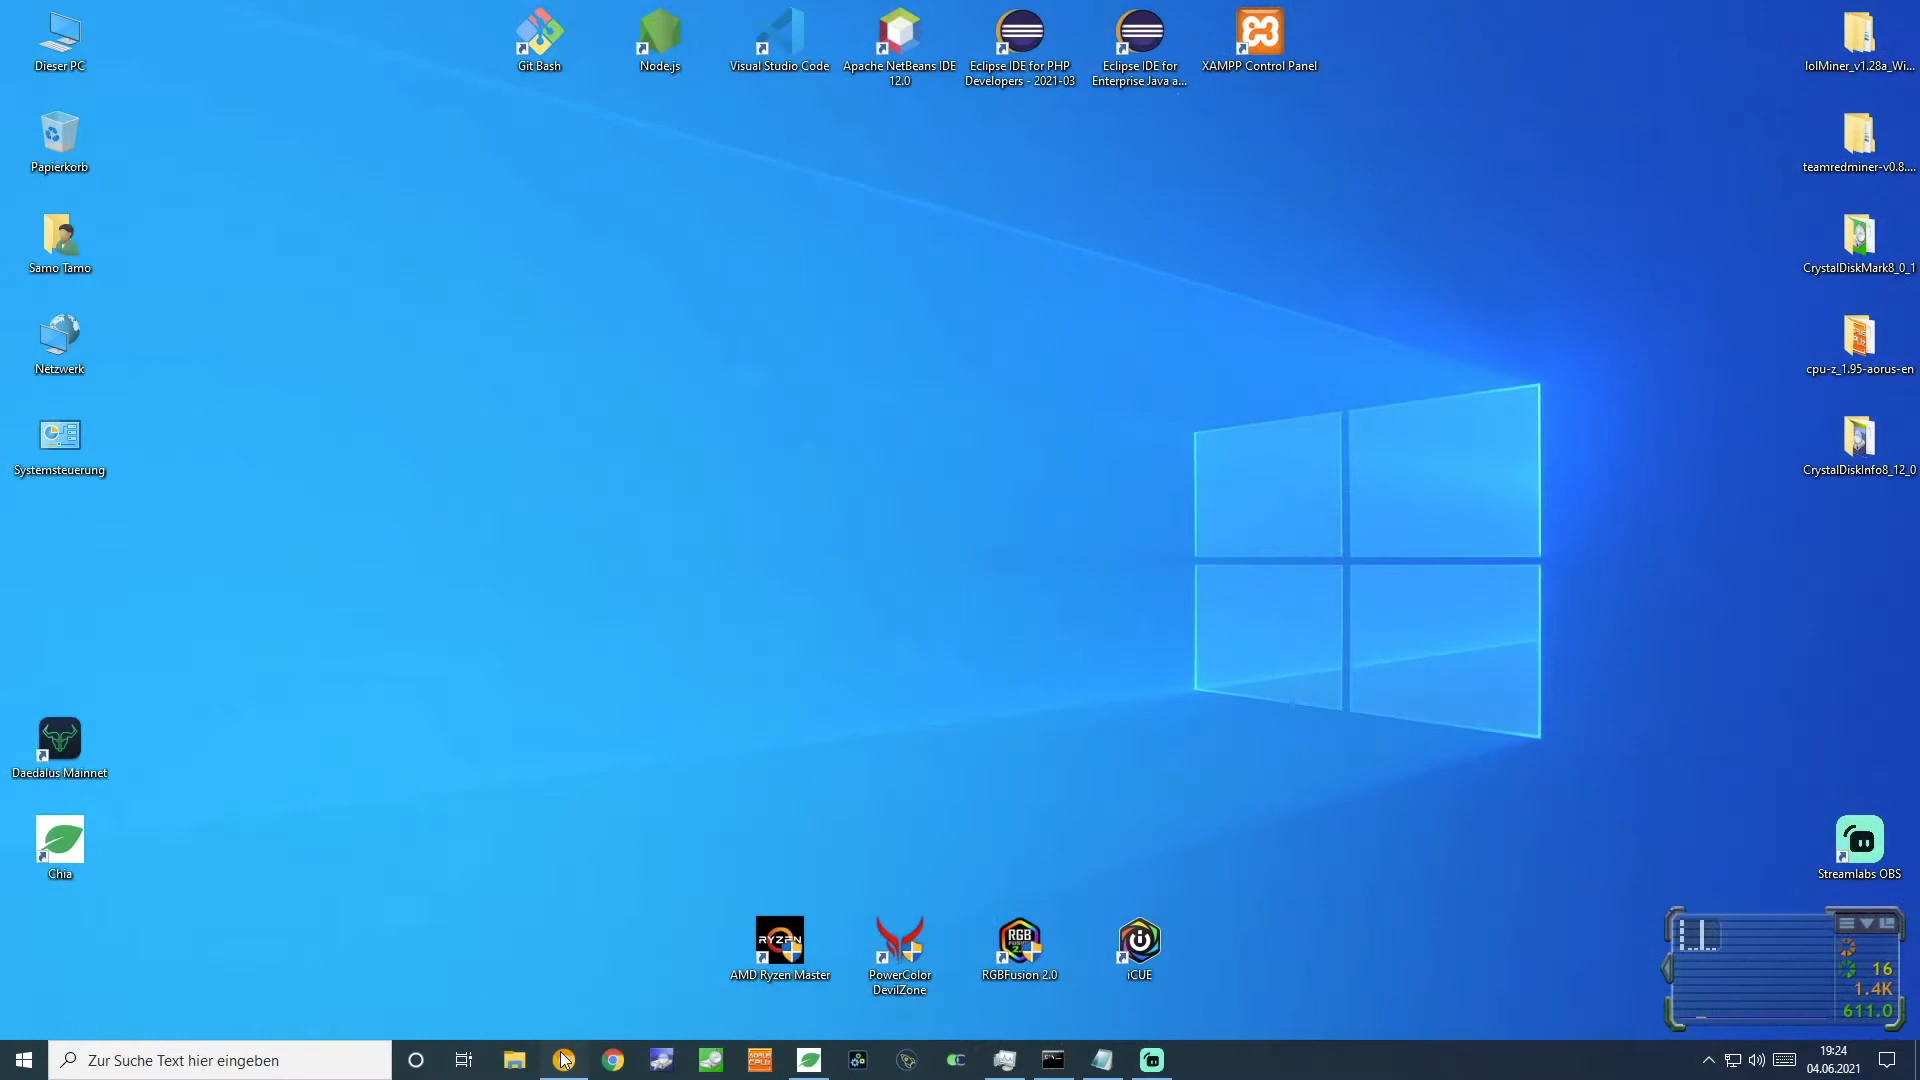 Dieser PC
Git Bash
Node.js
Visual Studio Code
Apache NetBeans IDE
12.0
Eclipse IDE for PHP
Developers - 2021-03
Eclipse IDE for
Enterprise Java a...
XAMPP Control Panel
lolMiner_v1.28a_Wi...
Papierkorb
teamredminer-v0.8....
Samo Tamo
CrystalDiskMark8_0_1
Netzwerk
cpu-z_1.95-aorus-en
Systemsteuerung
CrystalDiskInfo8_12_0
Daedalus Mainnet
Chia
Streamlabs OBS
RYZEN
AMD Ryzen Master
PowerColor
DevilZone
RGB
RGBFusion 2.0
iCUE
16
1.4K
611.0
Zur Suche Text hier eingeben
19:24
04.06.2021